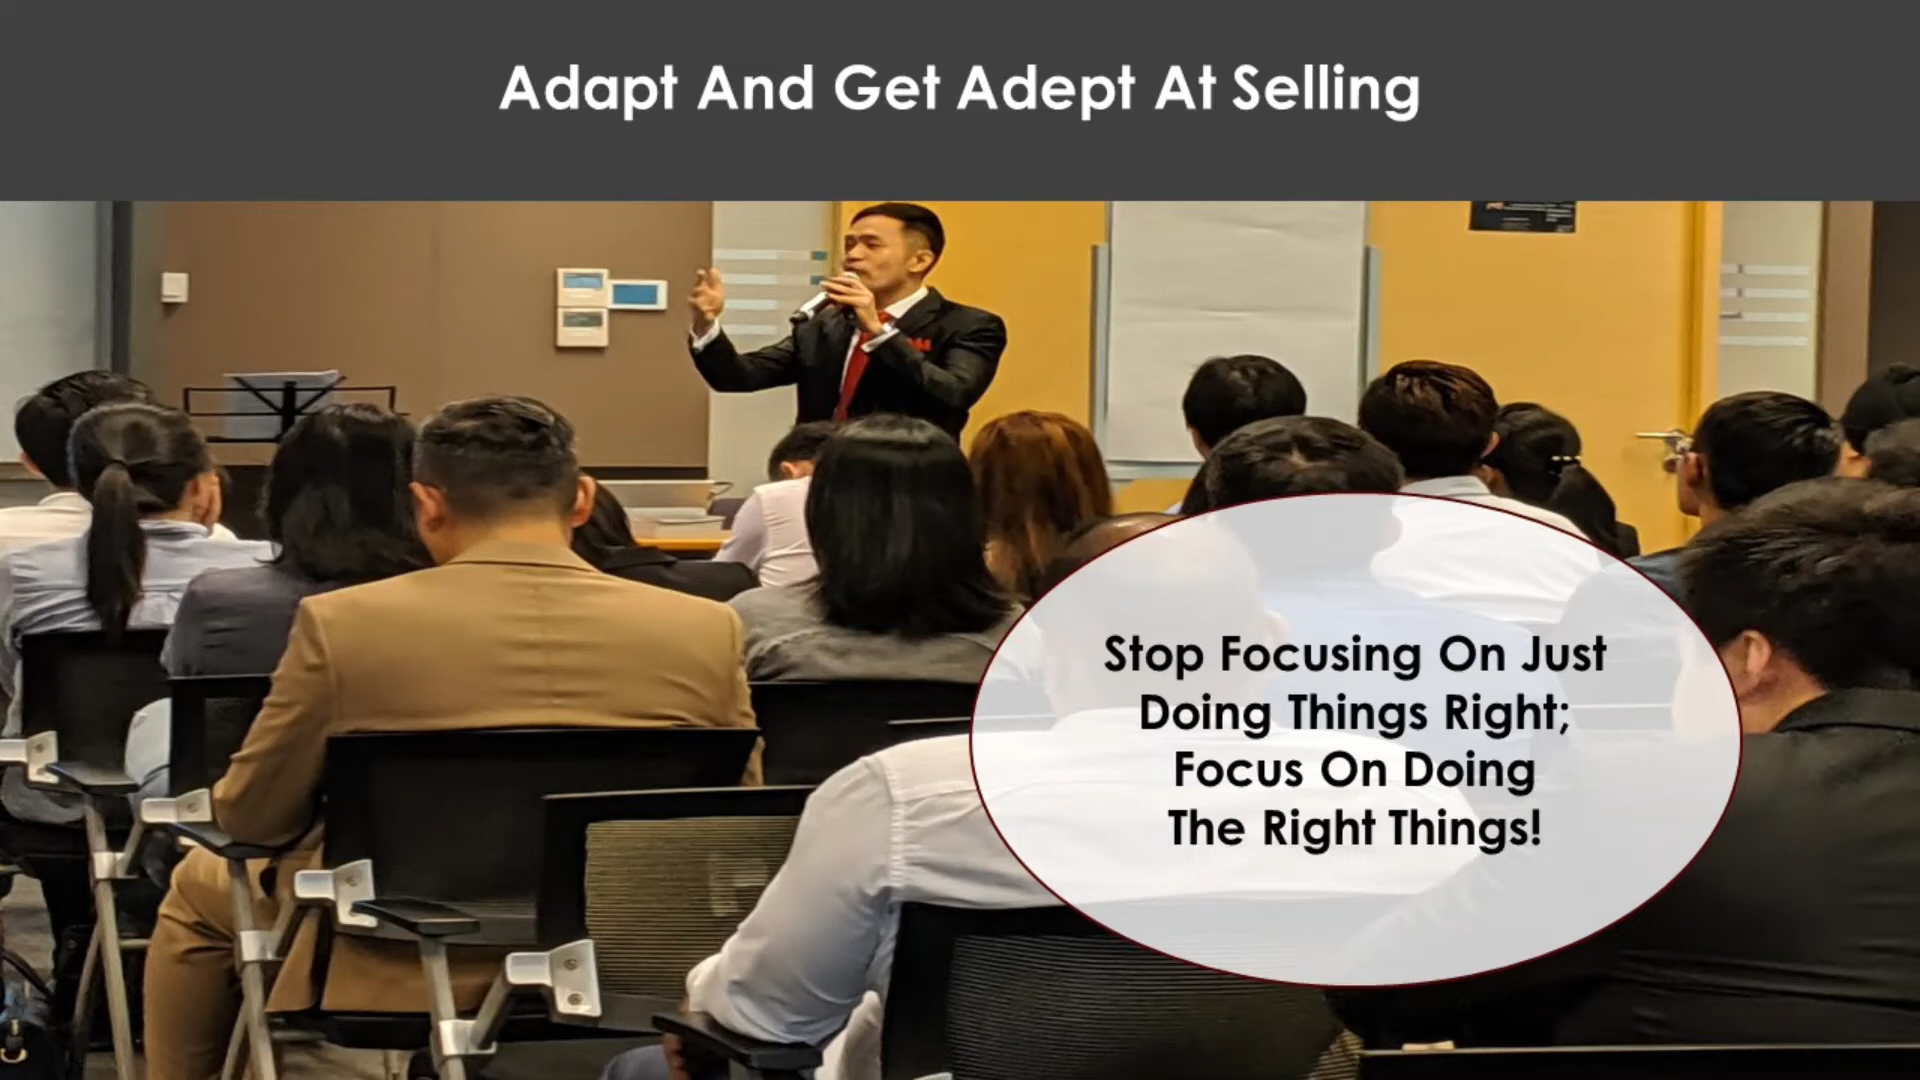 Adapt And Get Adept At Selling
Stop Focusing On Just
Doing Things Right;
Focus On Doing
The Right Things!